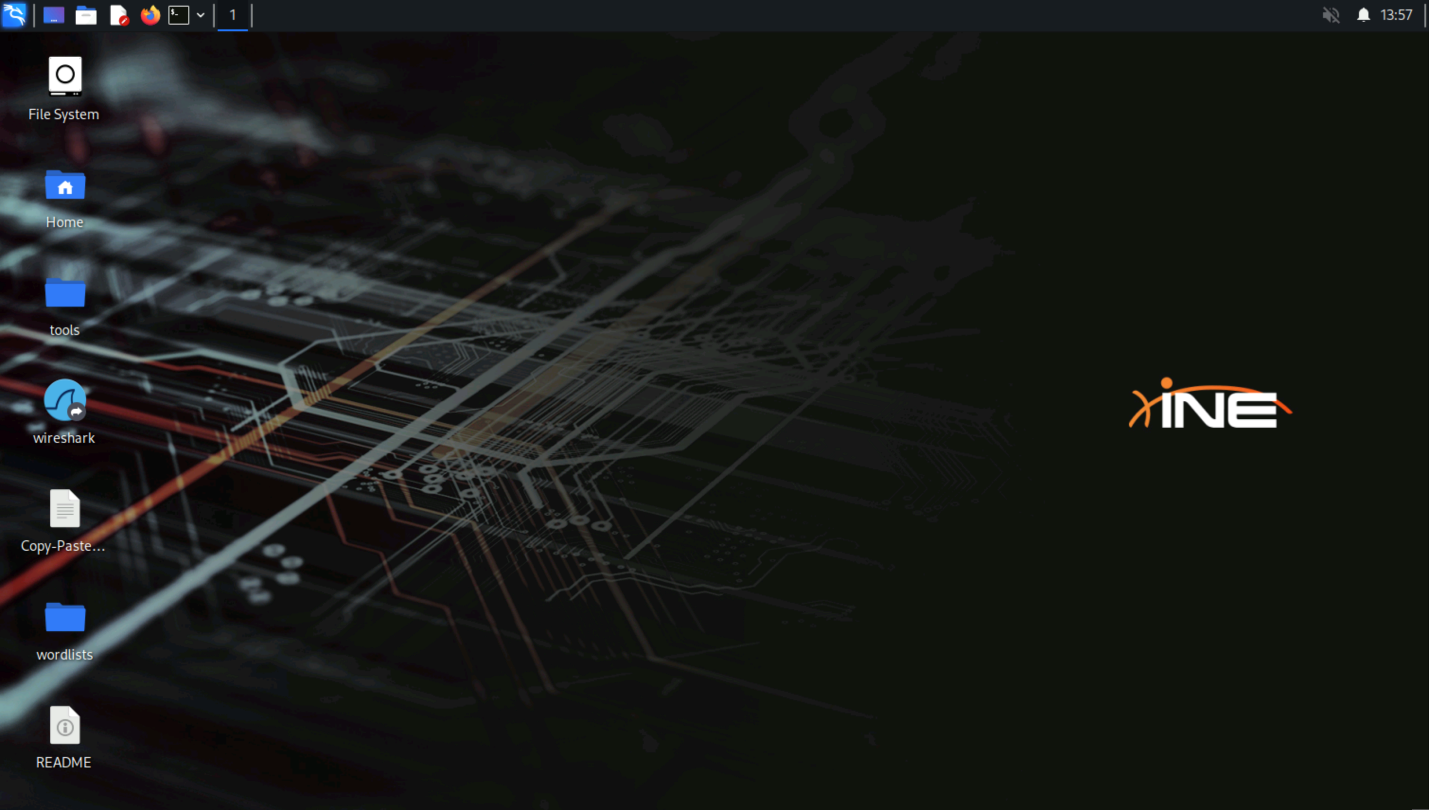 1
13:57
File System
Home
tools
wireshark
Copy-Paste...
wordlists
README
INE